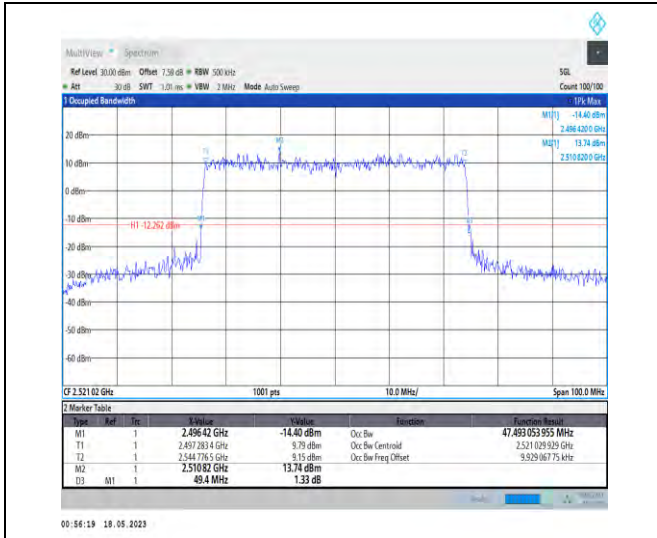 MultiView Spectrum
Ref Level 30.00 dBm Offset 7.58 dB RBW 500 kHz SGL
Att 30 dB SWT 1.01 ms VBW 2 MHz Mode Auto Sweep Count 100/100
1 Occupied Bandwidth 1Pk Max
M1[1] -14.40 dBm
2.496 420 0 GHz
M2[1] 13.74 dBm
2.510 820 0 GHz
20 dBm
M2
T1 T2
10 dBm
0 dBm
-10 dBm
M1
H1 -12.262 dBm
-20 dBm
-30 dBm
-40 dBm
-50 dBm
-60 dBm
CF 2.521 02 GHz 1001 pts 10.0 MHz/ Span 100.0 MHz
2 Marker Table
Type Ref Trc X-Value Y-Value Function Function Result
M1 1 2.496 42 GHz -14.40 dBm Occ Bw 47.493 053 955 MHz
T1 1 2.497 283 4 GHz 9.79 dBm Occ Bw Centroid 2.521 029 929 GHz
T2 1 2.544 776 5 GHz 9.15 dBm Occ Bw Freq Offset 9.929 067 75 kHz
M2 1 2.510 82 GHz 13.74 dBm
D3 M1 1 49.4 MHz 1.33 dB
00:56:19 18.05.2023